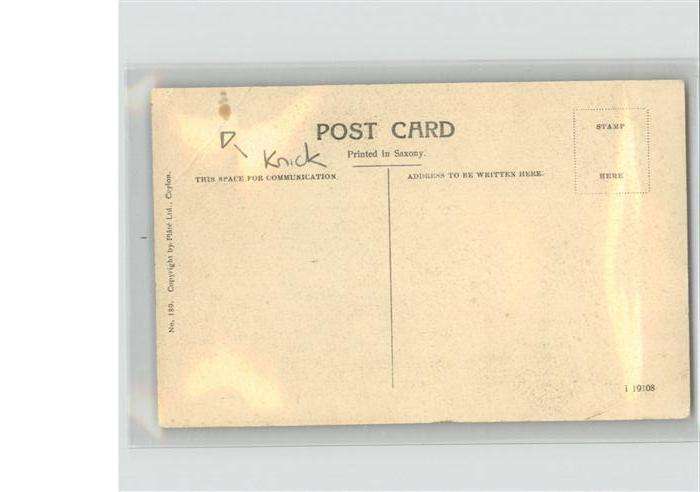 POST CARD
Knick
Printed in Saxony.
STAMP
HERE
THIS SPACE FOR COMMUNICATION.
ADDRESS TO BE WRITTEN HERE.
No. 189. Copyright by Plâté Ltd., Ceylon.
i 19108